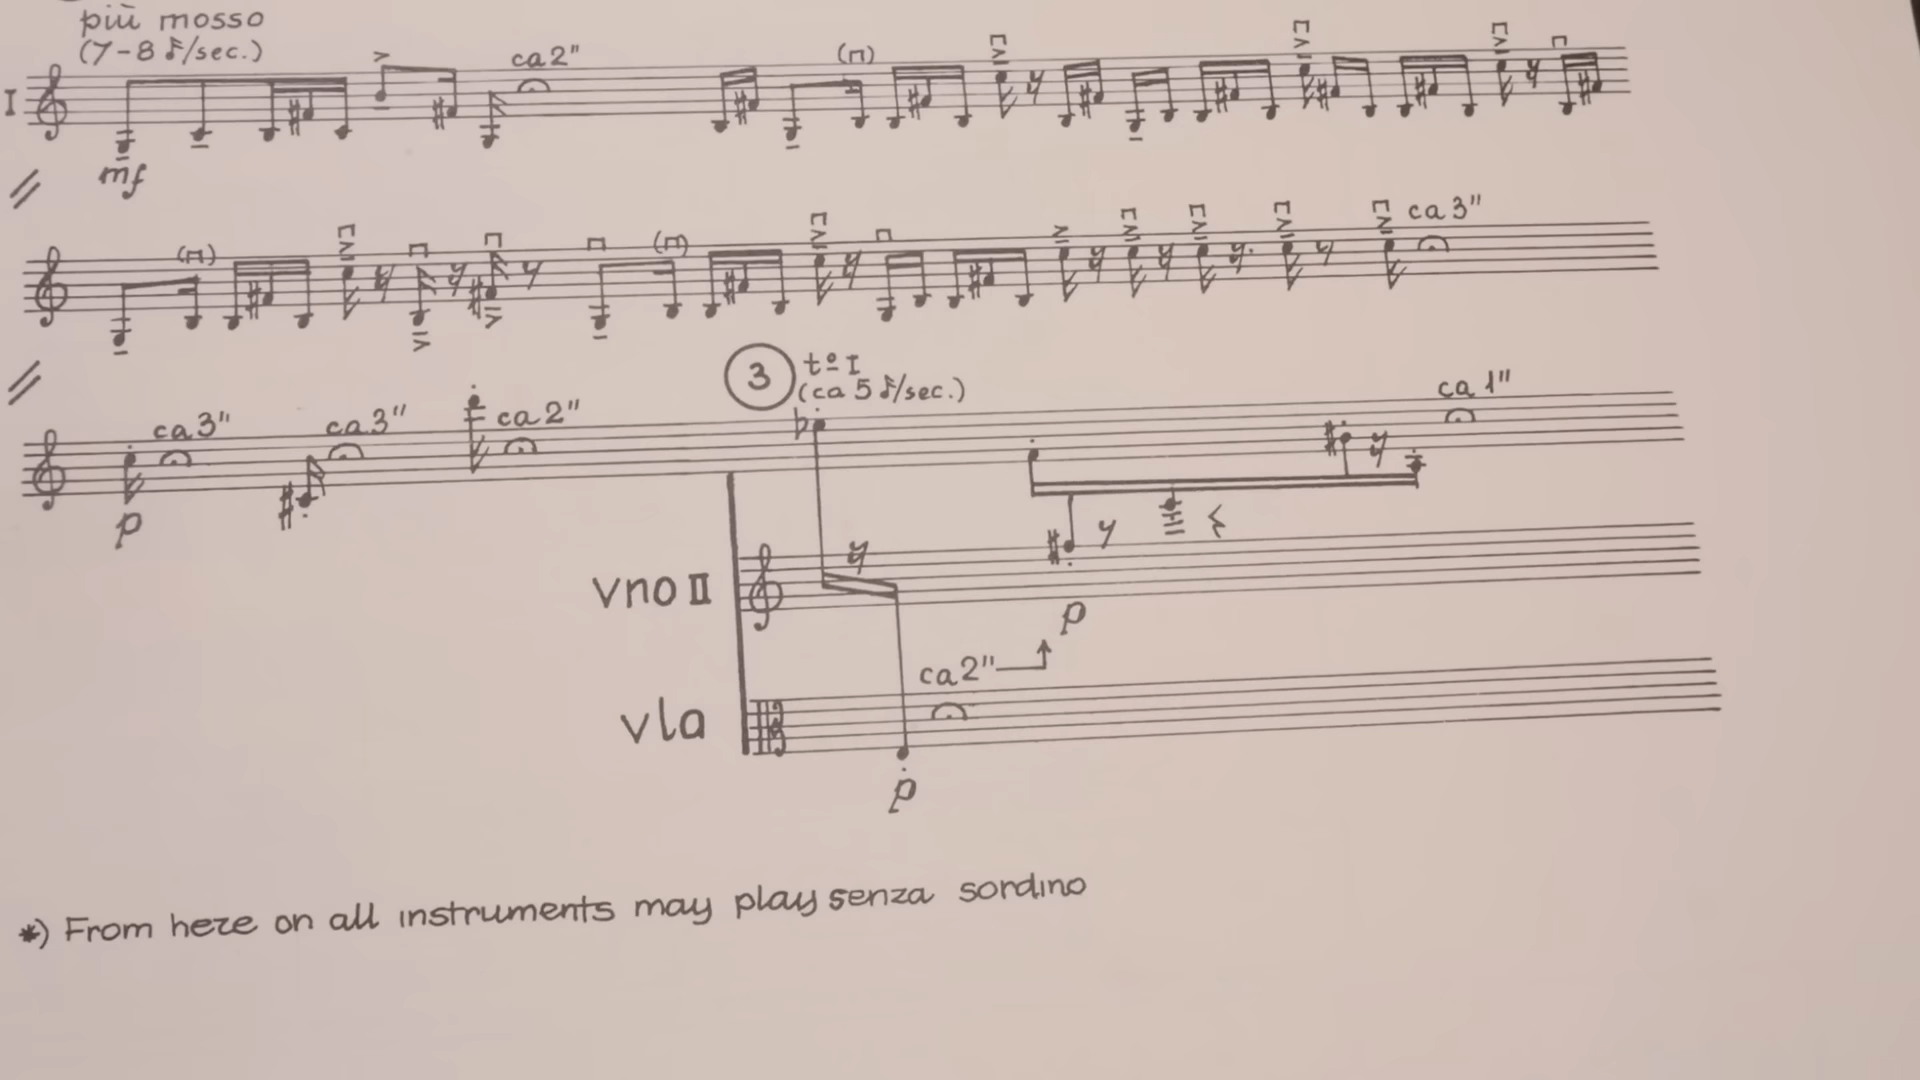 più mosso
(7-8 ♪/sec.)
I
ca 2"
mf
ca 3"
3
tº I
(ca 5 ♪/sec.)
ca 3"
ca 3"
ca 2"
ca 1"
p
vno II
p
ca 2"
vla
p
*) From here on all instruments may play senza sordino